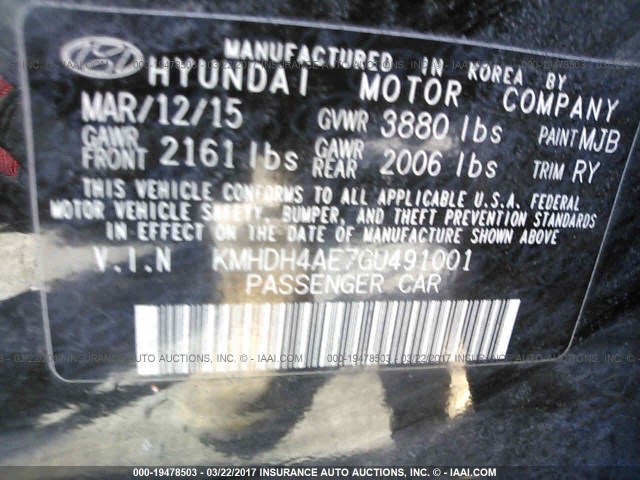 MANUFACTURED IN KOREA BY
HYUNDAI MOTOR COMPANY
MAR/12/15 GVWR 3880 lbs PAINT MJB
GAWR FRONT 2161 lbs GAWR REAR 2006 lbs TRIM RY
THIS VEHICLE CONFORMS TO ALL APPLICABLE U.S.A. FEDERAL
MOTOR VEHICLE SAFETY, BUMPER, AND THEFT PREVENTION STANDARDS
IN EFFECT ON THE DATE OF MANUFACTURE SHOWN ABOVE
V.I.N KMHDH4AE7GU491001
PASSENGER CAR
000-19478503 - 03/22/2017 INSURANCE AUTO AUCTIONS, INC. © - IAAI.COM